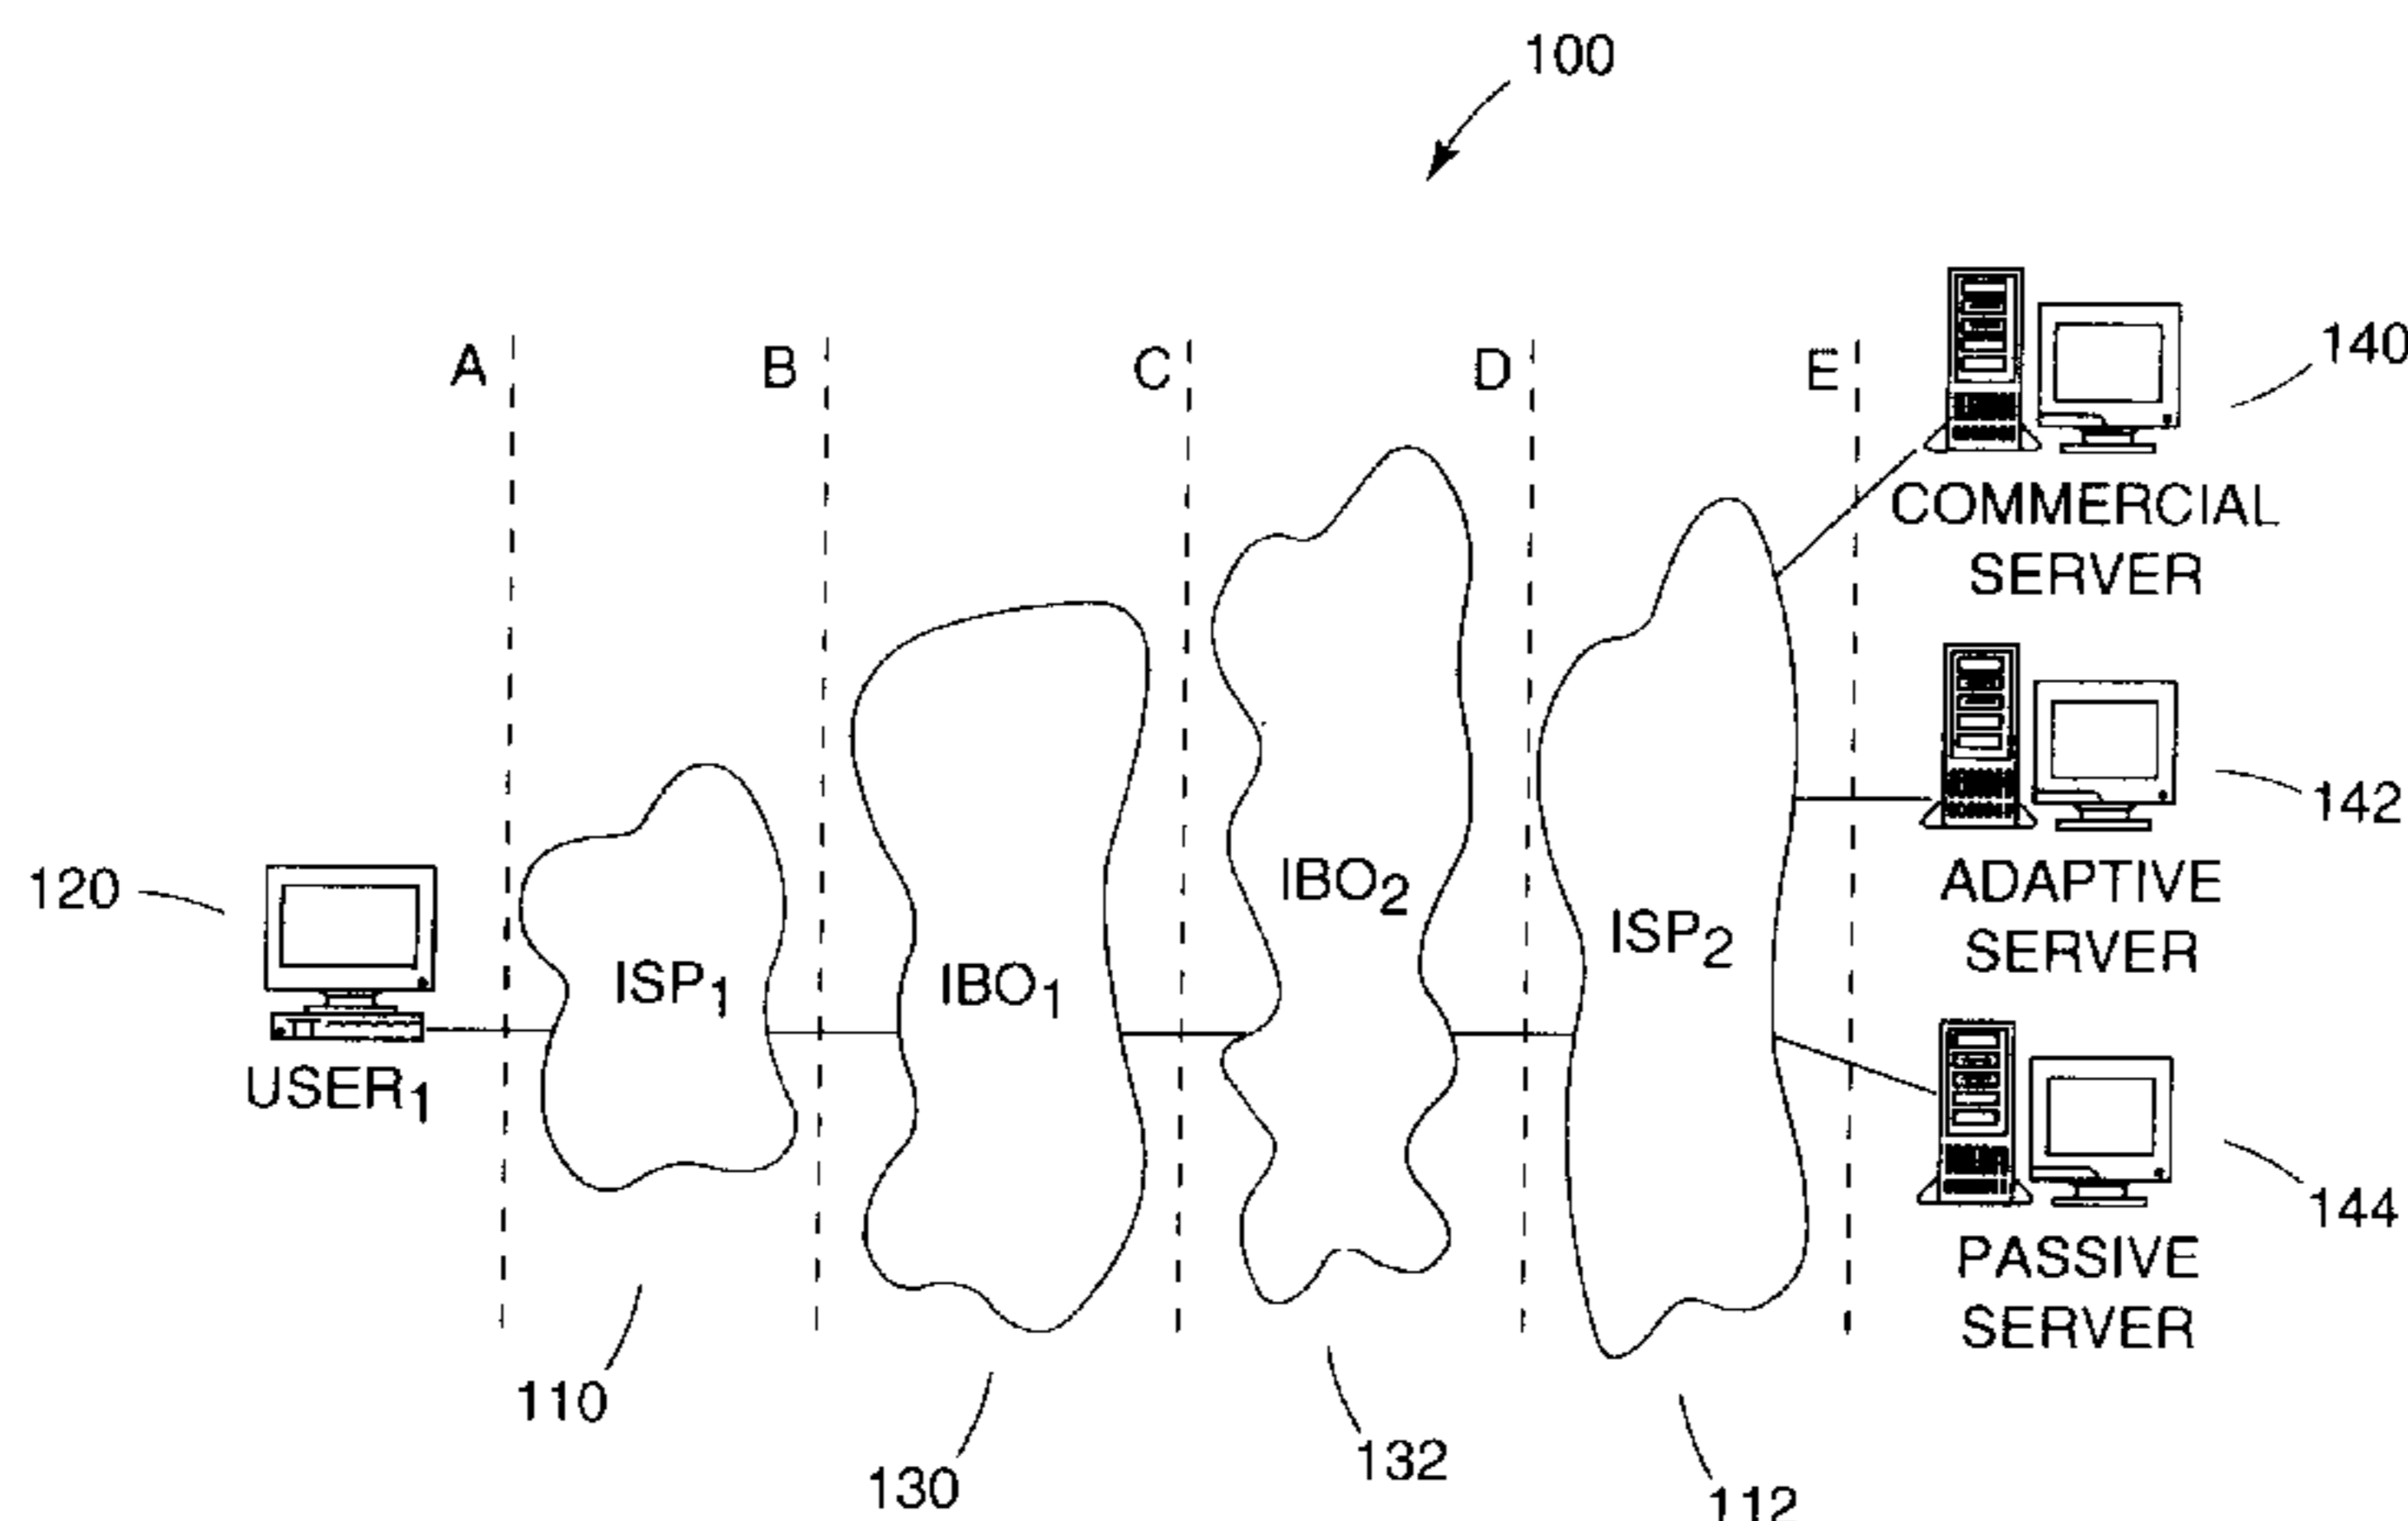 100
A B C D E
140
COMMERCIAL
SERVER
142
ADAPTIVE
SERVER
120
IBO2
ISP2
ISP1
IBO1
USER1
144
PASSIVE
SERVER
110
130
132
112